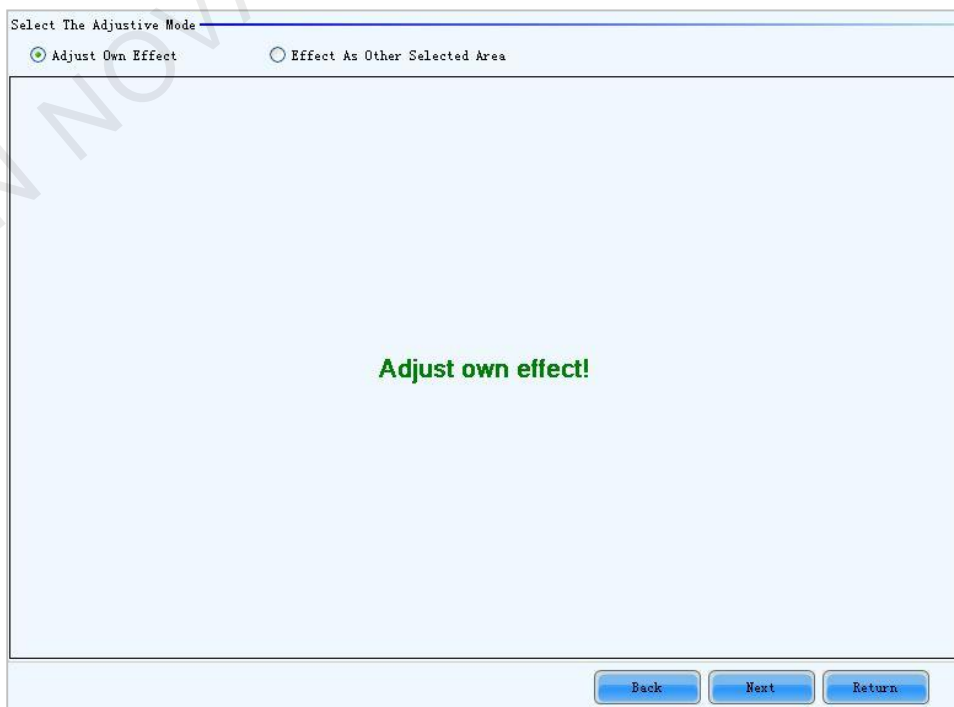 Select The Adjustive Mode
Adjust Own Effect Effect As Other Selected Area
Adjust own effect!
Back Next Return